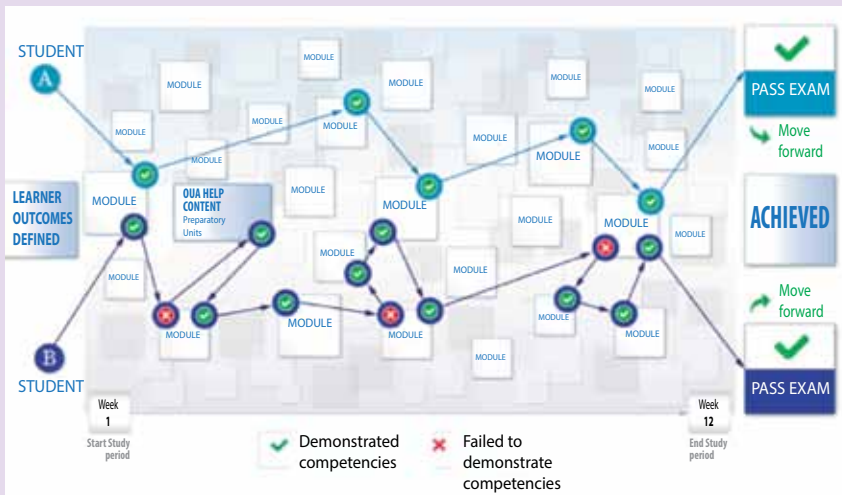 STUDENT
A
MODULE
MODULE
MODULE
MODULE
MODULE
MODULE
MODULE
MODULE
MODULE
MODULE
MODULE
MODULE
MODULE
PASS EXAM
Move
forward
LEARNER
OUTCOMES
DEFINED
MODULE
OUA HELP
CONTENT
Preparatory
Units
MODULE
MODULE
MODULE
MODULE
MODULE
ACHIEVED
MODULE
MODULE
MODULE
MODULE
MODULE
MODULE
MODULE
MODULE
MODULE
MODULE
Move
forward
B
STUDENT
PASS EXAM
Week
1
Start Study
period
Week
12
End Study
period
Demonstrated
competencies
Failed to
demonstrate
competencies